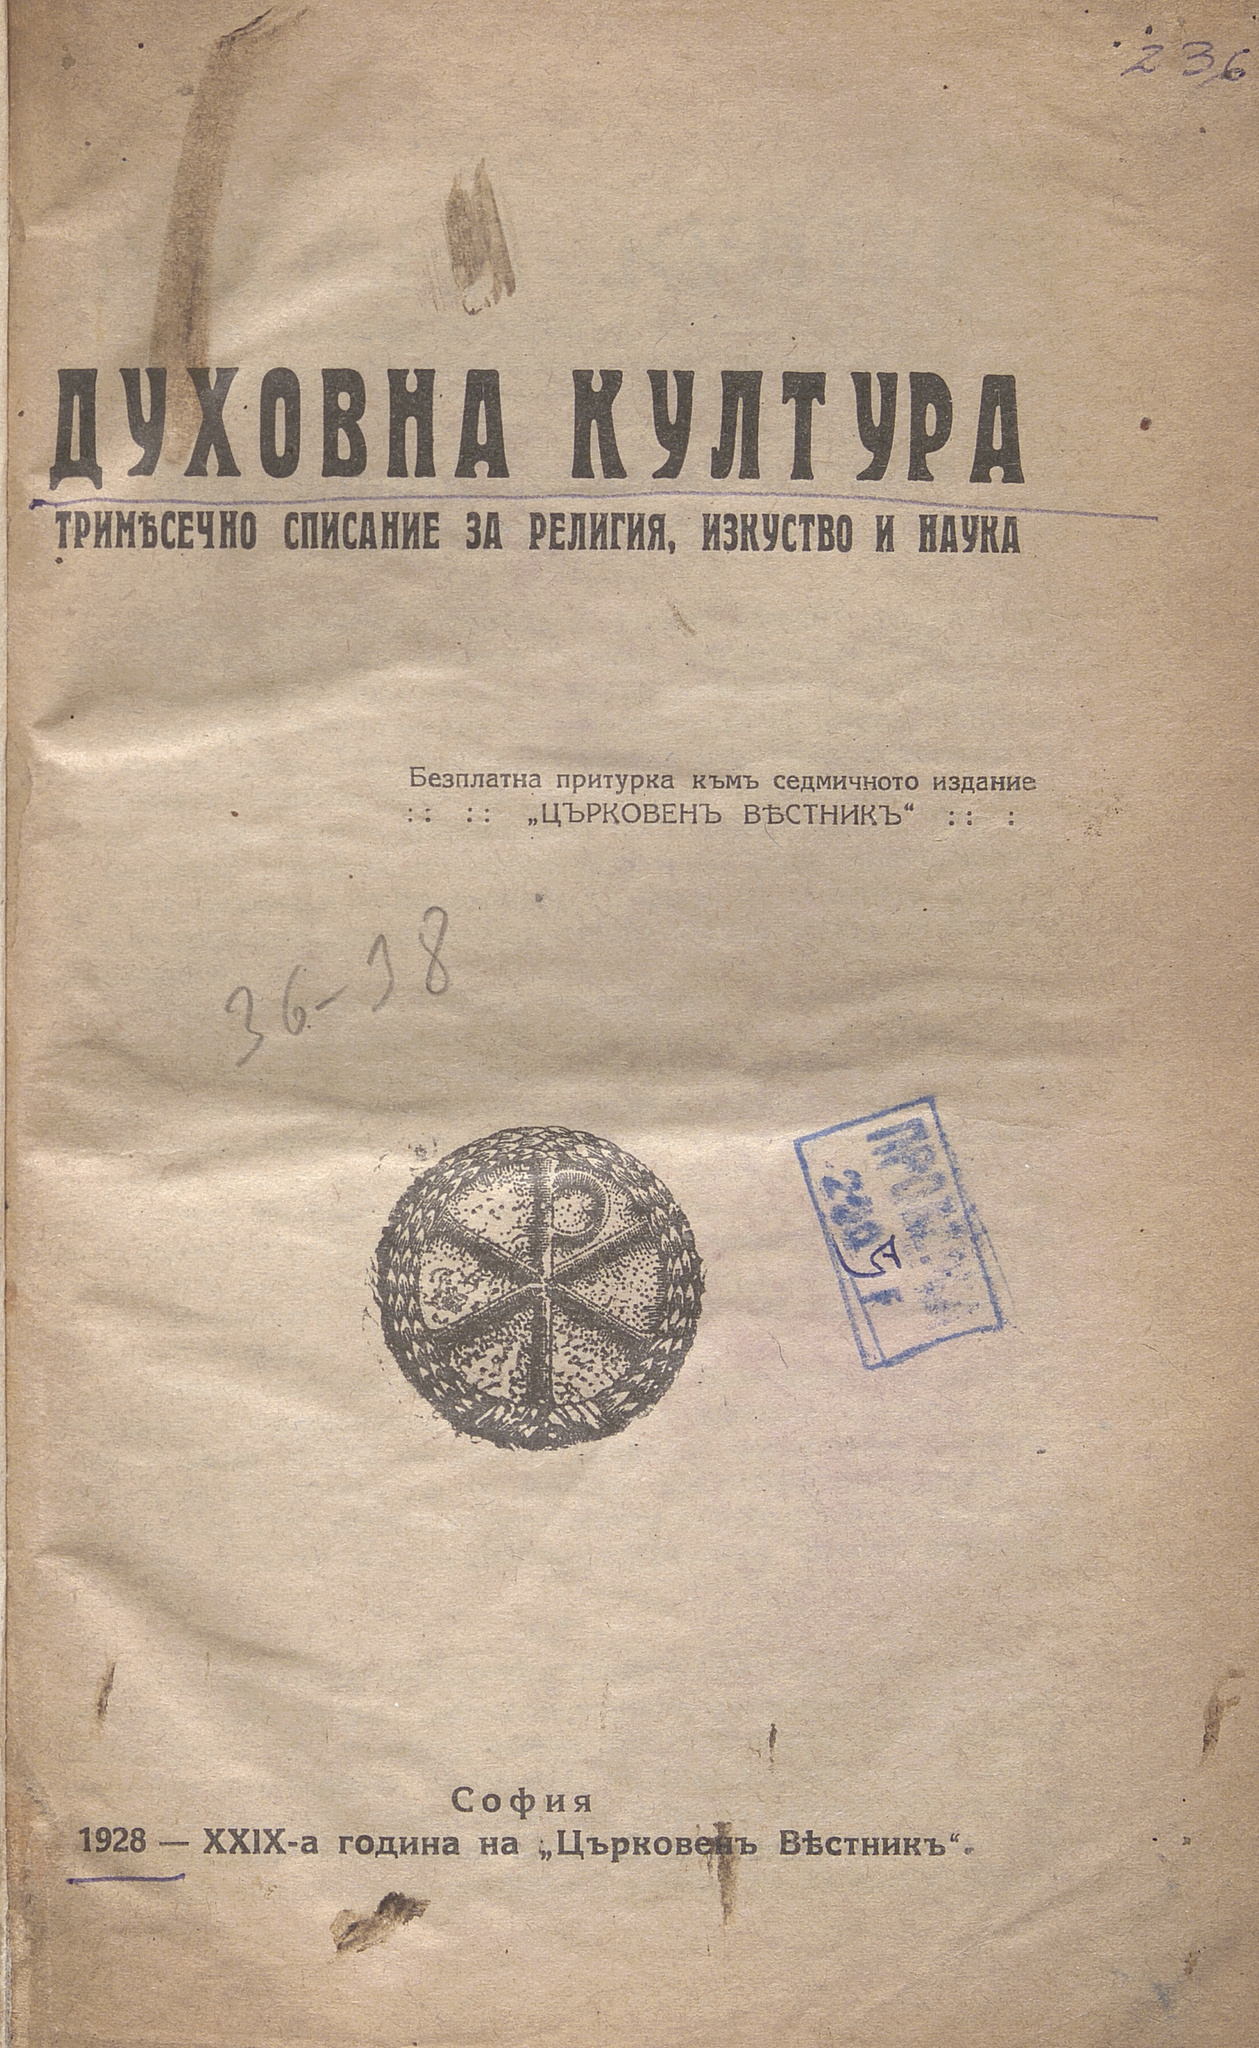 236
ДУХОВНА КУЛТУРА
ТРИМѢСЕЧНО СПИСАНИЕ ЗА РЕЛИГИЯ, ИЗКУСТВО И НАУКА
Безплатна притурка къмъ седмичното издание
:: :: „ЦЪРКОВЕНЪ ВѢСТНИКЪ“ :: :
36-38
София
1928 — XXIX-а година на „Църковенъ Вѣстникъ“.